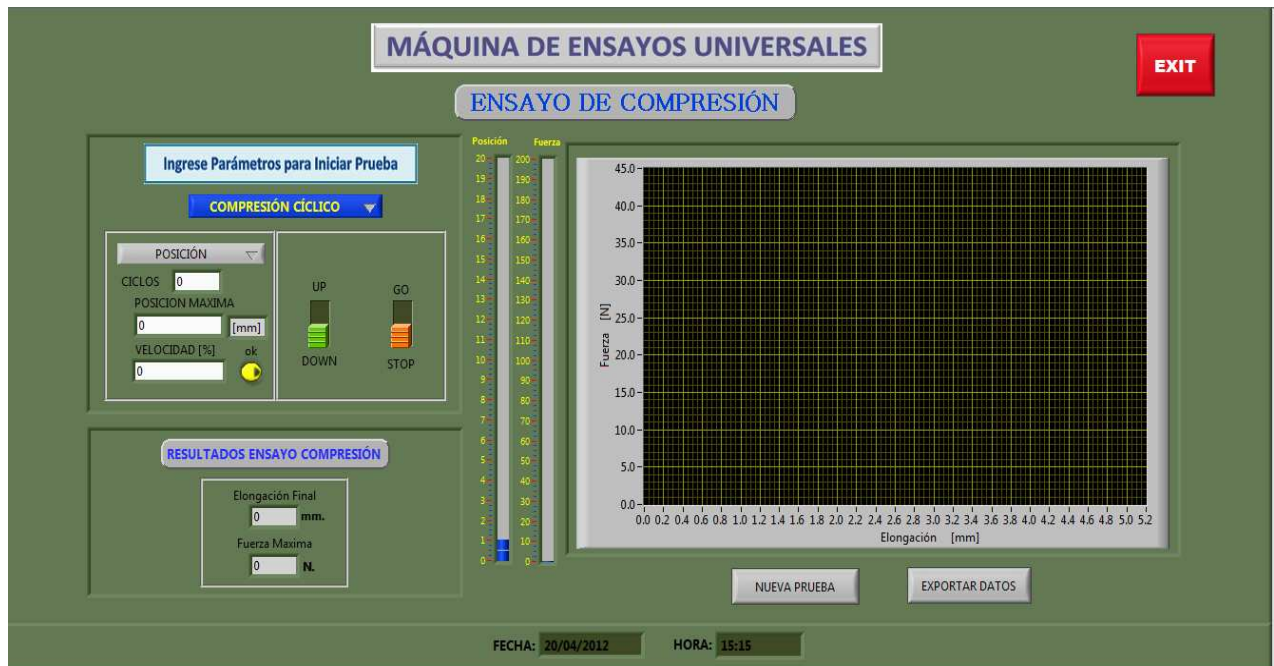 MÁQUINA DE ENSAYOS UNIVERSALES
EXIT
ENSAYO DE COMPRESIÓN
Ingrese Parámetros para Iniciar Prueba
COMPRESIÓN CÍCLICO
POSICIÓN
CICLOS 0
POSICION MAXIMA
0 [mm]
VELOCIDAD [%] ok
0
UP
DOWN
GO
STOP
RESULTADOS ENSAYO COMPRESIÓN
Elongación Final
0 mm.
Fuerza Maxima
0 N.
Posición Fuerza
20 200
19 190
18 180
17 170
16 160
15 150
14 140
13 130
12 120
11 110
10 100
9 90
8 80
7 70
6 60
5 50
4 40
3 30
2 20
1 10
0 0
Fuerza [N]
45.0
40.0
35.0
30.0
25.0
20.0
15.0
10.0
5.0
0.0
0.0 0.2 0.4 0.6 0.8 1.0 1.2 1.4 1.6 1.8 2.0 2.2 2.4 2.6 2.8 3.0 3.2 3.4 3.6 3.8 4.0 4.2 4.4 4.6 4.8 5.0 5.2
Elongación [mm]
NUEVA PRUEBA
EXPORTAR DATOS
FECHA: 20/04/2012 HORA: 15:15